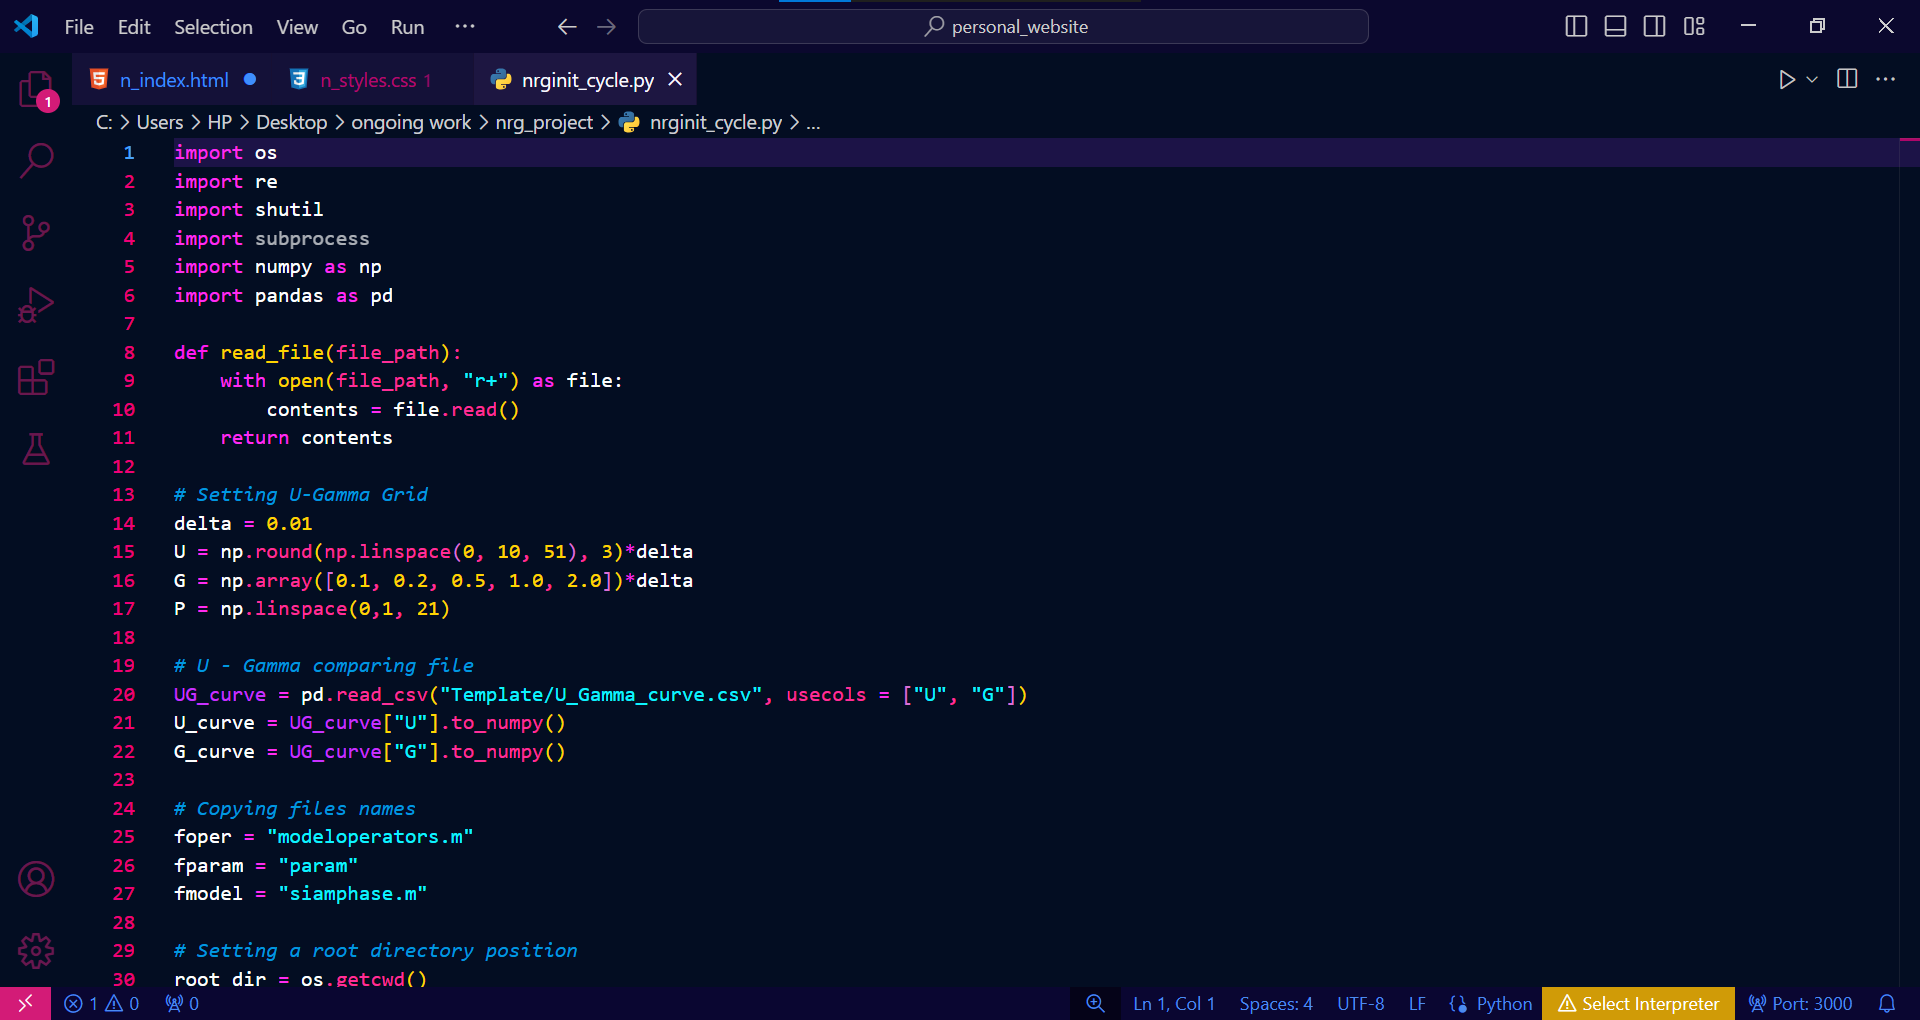 File Edit Selection View Go Run ··· personal_website
n_index.html n_styles.css 1 nrginit_cycle.py
C: > Users > HP > Desktop > ongoing work > nrg_project > nrginit_cycle.py > ...
1
1 import os
2 import re
3 import shutil
4 import subprocess
5 import numpy as np
6 import pandas as pd
7
8 def read_file(file_path):
9 with open(file_path, "r+") as file:
10 contents = file.read()
11 return contents
12
13 # Setting U-Gamma Grid
14 delta = 0.01
15 U = np.round(np.linspace(0, 10, 51), 3)*delta
16 G = np.array([0.1, 0.2, 0.5, 1.0, 2.0])*delta
17 P = np.linspace(0,1, 21)
18
19 # U - Gamma comparing file
20 UG_curve = pd.read_csv("Template/U_Gamma_curve.csv", usecols = ["U", "G"])
21 U_curve = UG_curve["U"].to_numpy()
22 G_curve = UG_curve["G"].to_numpy()
23
24 # Copying files names
25 foper = "modeloperators.m"
26 fparam = "param"
27 fmodel = "siamphase.m"
28
29 # Setting a root directory position
30 root_dir = os.getcwd()
1 0 0 Ln 1, Col 1 Spaces: 4 UTF-8 LF Python Select Interpreter Port: 3000